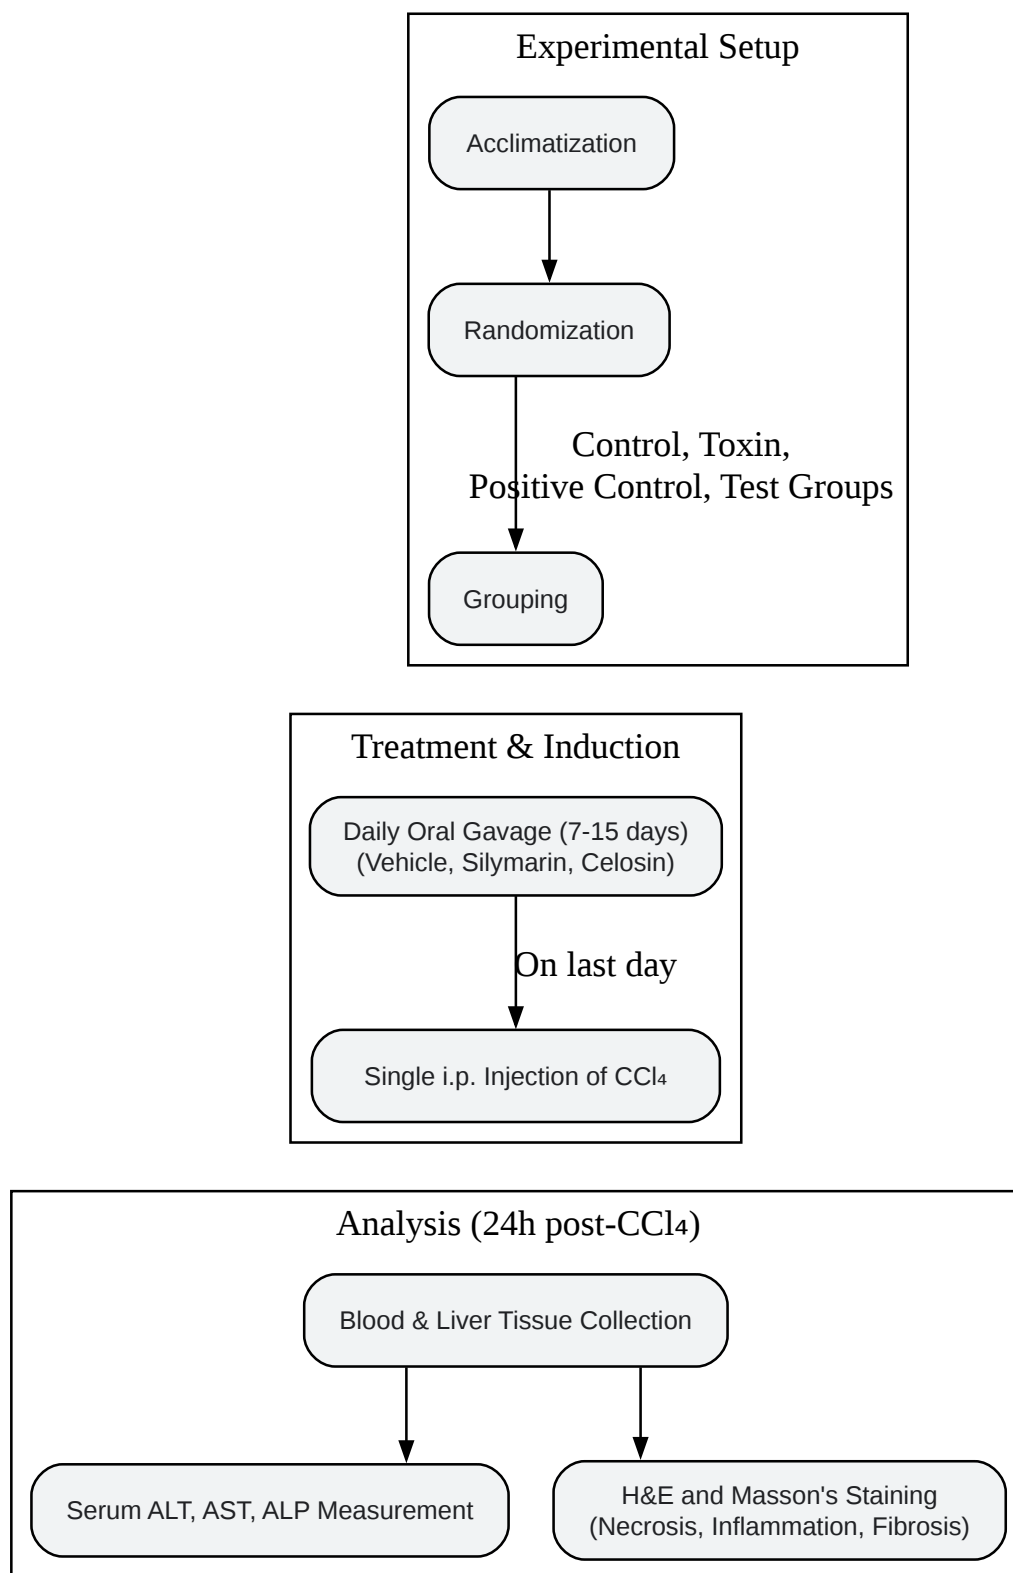 Experimental Setup
Acclimatization
Randomization
Control, Toxin,
Positive Control, Test Groups
Grouping
Treatment & Induction
Daily Oral Gavage (7-15 days)
(Vehicle, Silymarin, Celosin)
On last day
Single i.p. Injection of CCl₄
Analysis (24h post-CCl₄)
Blood & Liver Tissue Collection
Serum ALT, AST, ALP Measurement
H&E and Masson's Staining
(Necrosis, Inflammation, Fibrosis)